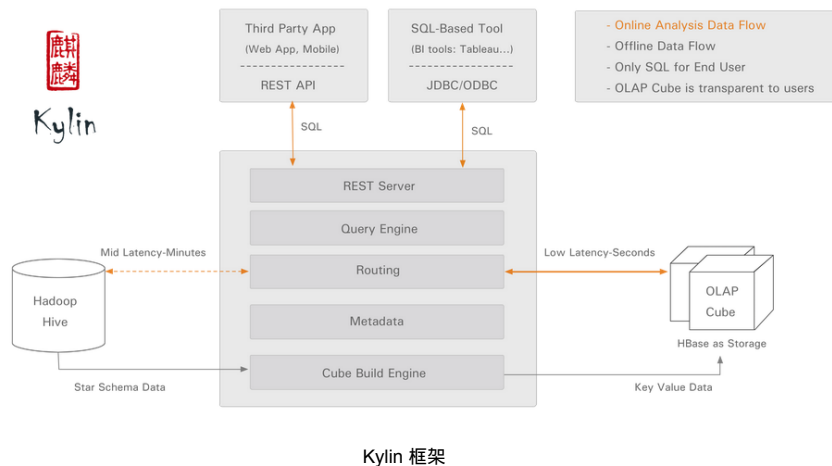 麒麟
Kylin
Third Party App
(Web App, Mobile)
REST API
SQL-Based Tool
(BI tools: Tableau...)
JDBC/ODBC
- Online Analysis Data Flow
- Offline Data Flow
- Only SQL for End User
- OLAP Cube is transparent to users
SQL
SQL
REST Server
Query Engine
Mid Latency-Minutes
Routing
Low Latency-Seconds
Hadoop
Hive
OLAP
Cube
Metadata
HBase as Storage
Cube Build Engine
Star Schema Data
Key Value Data
Kylin 框架